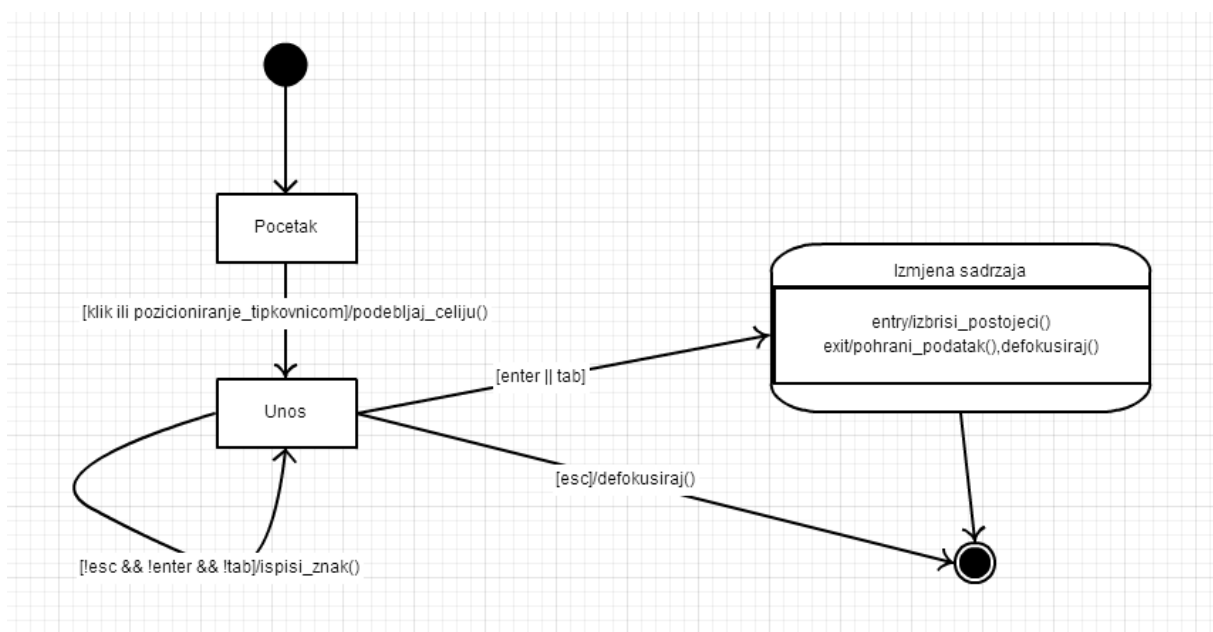 Pocetak
[klik ili pozicioniranje_tipkovnicom]/podebljaj_celiju()
Unos
[!esc && !enter && !tab]/ispisi_znak()
[enter || tab]
[esc]/defokusiraj()
Izmjena sadrzaja
entry/izbrisi_postojeci()
exit/pohrani_podatak(),defokusiraj()